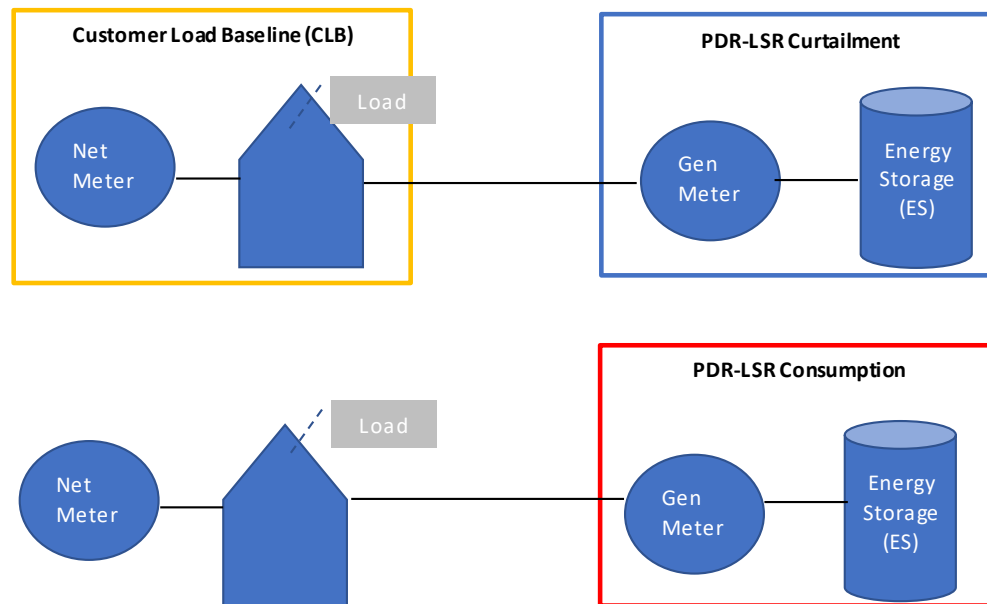 Customer Load Baseline (CLB)
PDR-LSR Curtailment
Load
Net
Meter
Gen
Meter
Energy
Storage
(ES)
PDR-LSR Consumption
Load
Net
Meter
Gen
Meter
Energy
Storage
(ES)